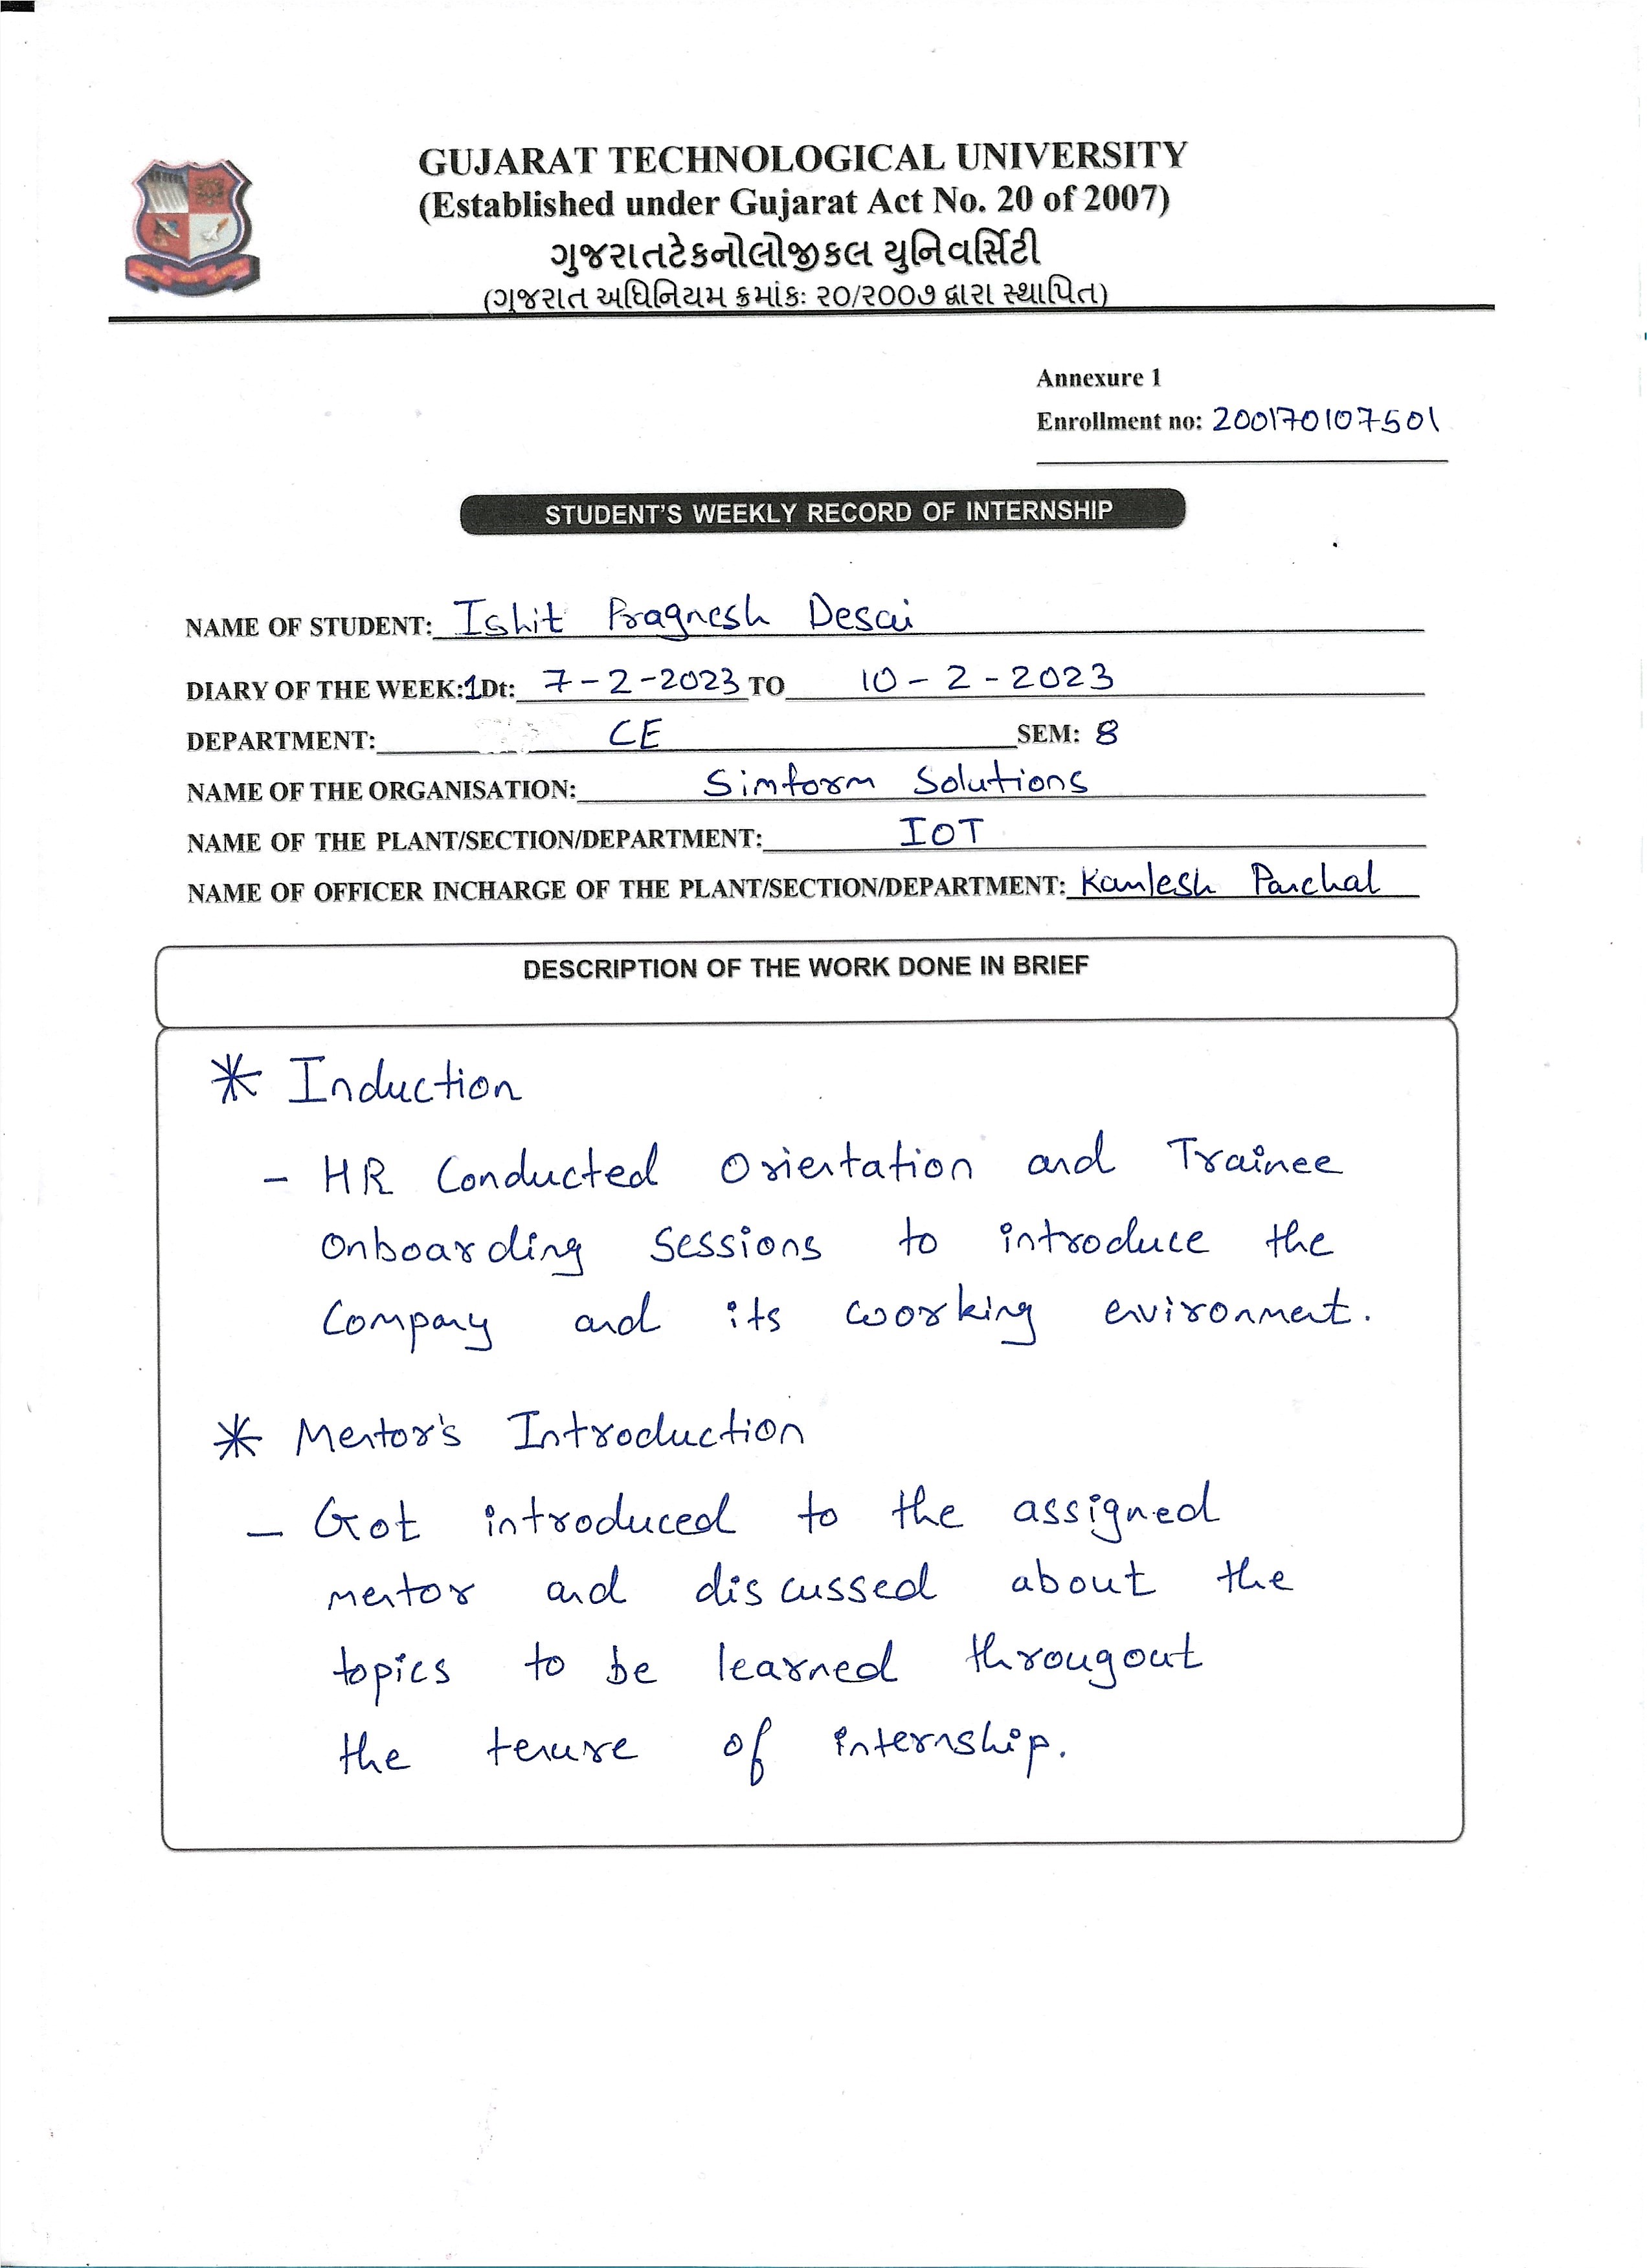 GUJARAT TECHNOLOGICAL UNIVERSITY
(Established under Gujarat Act No. 20 of 2007)
ગુજરાતટેકનોલોજીકલ યુનિવર્સિટી
(ગુજરાત અધિનિયમ ક્રમાંકઃ ૨૦/૨૦૦૭ દ્વારા સ્થાપિત)
Annexure 1
Enrollment no: 200170107501
STUDENT'S WEEKLY RECORD OF INTERNSHIP
NAME OF STUDENT: Ishit Pragnesh Desai
DIARY OF THE WEEK:1Dt: 7-2-2023 TO 10-2-2023
DEPARTMENT: CE SEM: 8
NAME OF THE ORGANISATION: Simform Solutions
NAME OF THE PLANT/SECTION/DEPARTMENT: IOT
NAME OF OFFICER INCHARGE OF THE PLANT/SECTION/DEPARTMENT: Kamlesh Panchal
DESCRIPTION OF THE WORK DONE IN BRIEF
* Induction
- HR Conducted Orientation and Trainee
Onboarding Sessions to introduce the
Company and its working environment.
* Mentor's Introduction
- Got introduced to the assigned
mentor and discussed about the
topics to be learned througout
the tenure of internship.